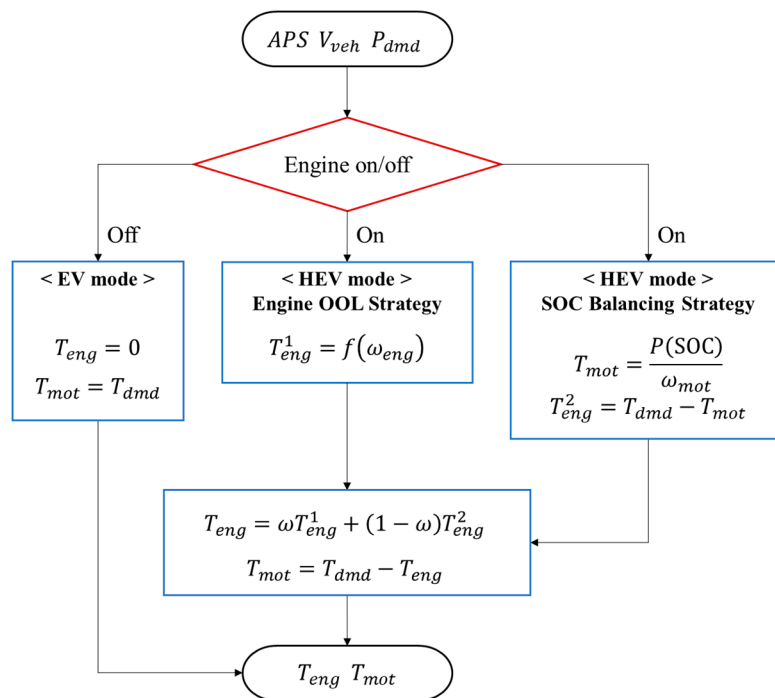 APS V_veh P_dmd
Engine on/off
Off
On
On
< EV mode >
T_eng = 0
T_mot = T_dmd
< HEV mode >
Engine OOL Strategy
T_eng^1 = f(ω_eng)
< HEV mode >
SOC Balancing Strategy
T_mot = P(SOC)/ω_mot
T_eng^2 = T_dmd − T_mot
T_eng = ωT_eng^1 + (1 − ω)T_eng^2
T_mot = T_dmd − T_eng
T_eng T_mot